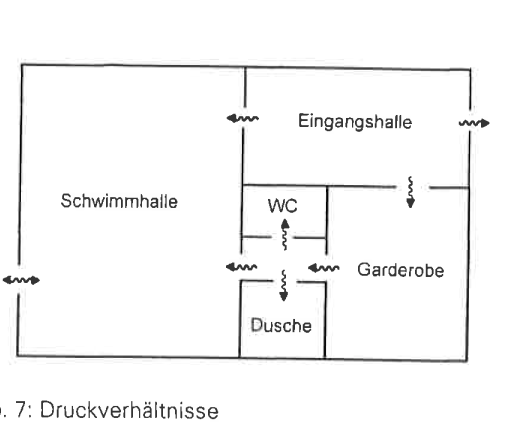 Eingangshalle
Schwimmhalle
WC
Garderobe
Dusche
. 7: Druckverhältnisse